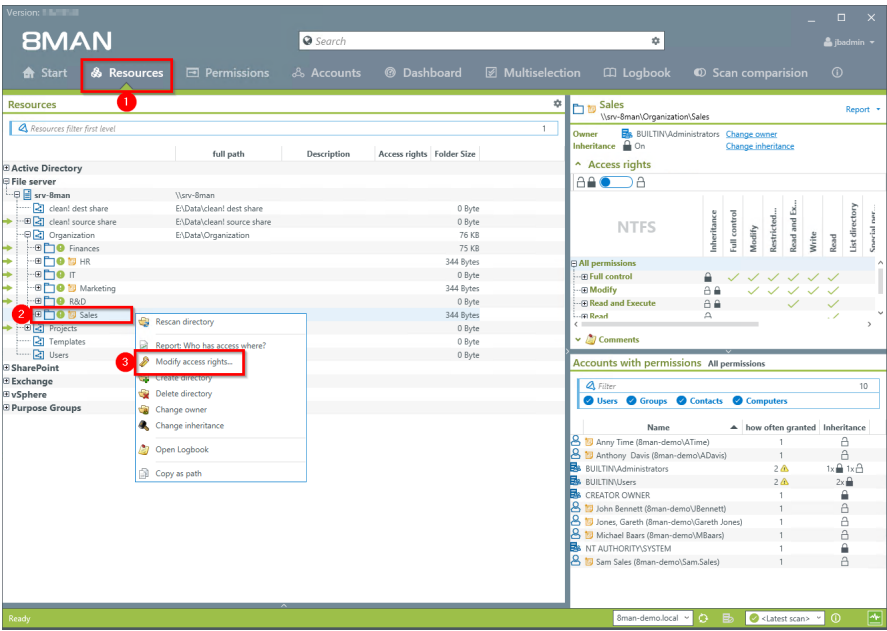 Version:
8MAN
Search
jbadmin
Start Resources Permissions Accounts Dashboard Multiselection Logbook Scan comparision
1
Resources
Resources filter first level 1
full path Description Access rights Folder Size
Active Directory
File server
srv-8man \\srv-8man
clean! dest share E:\Data\clean! dest share 0 Byte
clean! source share E:\Data\clean! source share 0 Byte
Organization E:\Data\Organization 76 KB
Finances 75 KB
HR 344 Bytes
IT 0 Byte
Marketing 344 Bytes
R&D 0 Byte
2 Sales 344 Bytes
Projects 0 Byte
Templates 0 Byte
Users 0 Byte
SharePoint
Exchange
vSphere
Purpose Groups
Rescan directory
Report: Who has access where?
3 Modify access rights...
Create directory
Delete directory
Change owner
Change inheritance
Open Logbook
Copy as path
Sales
\\srv-8man\Organization\Sales
Report
Owner BUILTIN\Administrators Change owner
Inheritance On Change inheritance
Access rights
NTFS
Inheritance
Full control
Modify
Restricted...
Read and Ex...
Write
Read
List directory
Special per...
All permissions
Full control
Modify
Read and Execute
Read
Comments
Accounts with permissions All permissions
Filter 10
Users Groups Contacts Computers
Name how often granted Inheritance
Anny Time (8man-demo\ATime) 1
Anthony Davis (8man-demo\ADavis) 1
BUILTIN\Administrators 2 1x 1x
BUILTIN\Users 2 2x
CREATOR OWNER 1
John Bennett (8man-demo\JBennett) 1
Jones, Gareth (8man-demo\Gareth Jones) 1
Michael Baars (8man-demo\MBaars) 1
NT AUTHORITY\SYSTEM 1
Sam Sales (8man-demo\Sam.Sales) 1
Ready
8man-demo.local
<Latest scan>